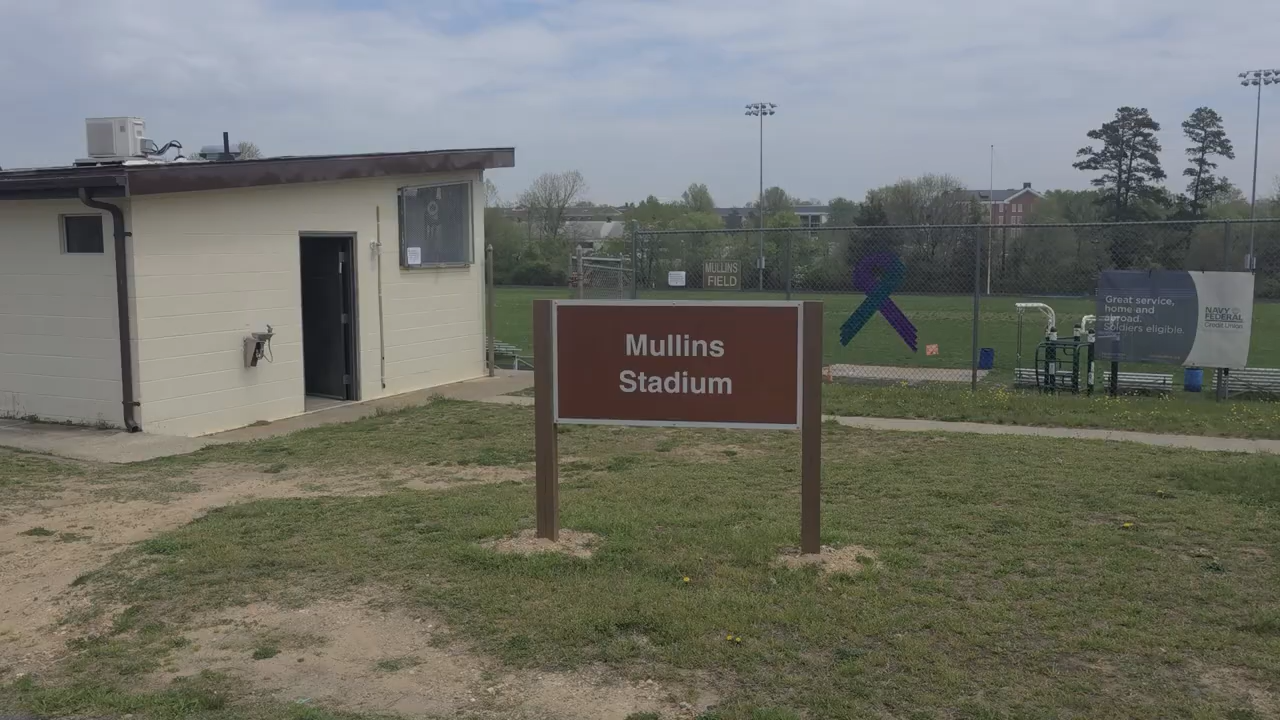 Mullins
Stadium
MULLINS
FIELD
Great service,
home and
abroad.
Soldiers eligible.
NAVY
FEDERAL
Credit Union